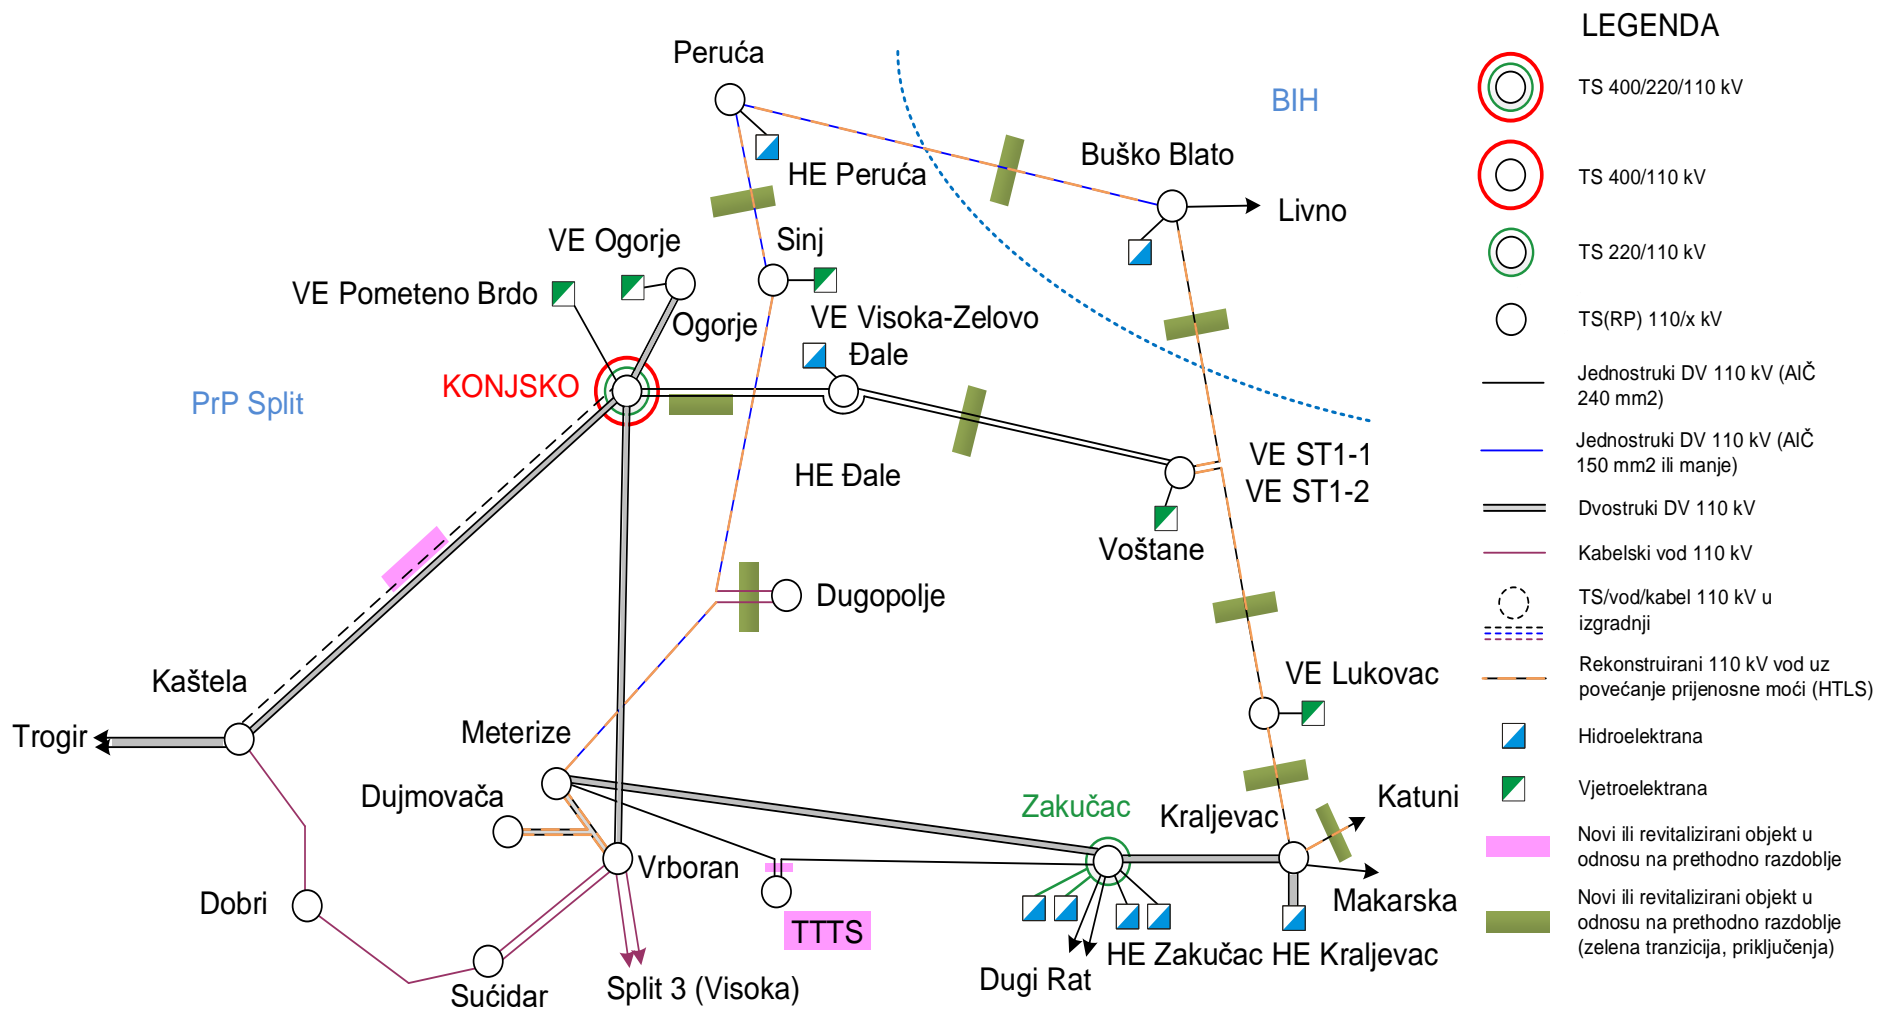 Peruća
BIH
HE Peruća
Buško Blato
Livno
VE Ogorje
Sinj
VE Pometeno Brdo
Ogorje
VE Visoka-Zelovo
Đale
KONJSKO
PrP Split
HE Đale
VE ST1-1
VE ST1-2
Voštane
Dugopolje
Kaštela
VE Lukovac
Trogir
Meterize
Dujmovača
Zakučac
Kraljevac
Katuni
Vrboran
Dobri
TTTS
Makarska
HE Zakučac
HE Kraljevac
Dugi Rat
Sućidar
Split 3 (Visoka)
LEGENDA
TS 400/220/110 kV
TS 400/110 kV
TS 220/110 kV
TS(RP) 110/x kV
Jednostruki DV 110 kV (AlČ
240 mm2)
Jednostruki DV 110 kV (AlČ
150 mm2 ili manje)
Dvostruki DV 110 kV
Kabelski vod 110 kV
TS/vod/kabel 110 kV u
izgradnji
Rekonstruirani 110 kV vod uz
povećanje prijenosne moći (HTLS)
Hidroelektrana
Vjetroelektrana
Novi ili revitalizirani objekt u
odnosu na prethodno razdoblje
Novi ili revitalizirani objekt u
odnosu na prethodno razdoblje
(zelena tranzicija, priključenja)